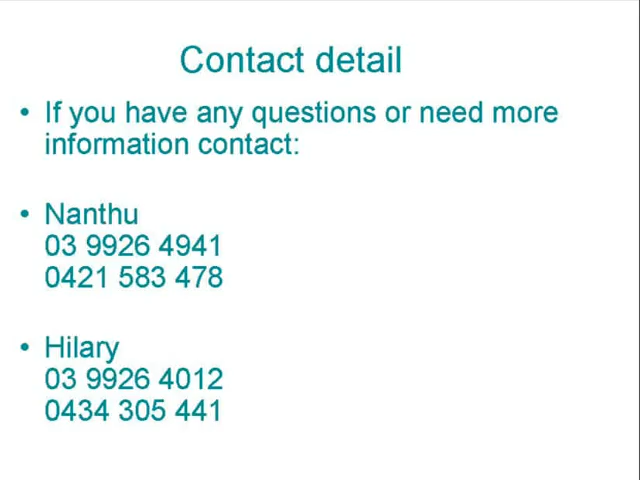 Contact detail
• If you have any questions or need more
information contact:
• Nanthu
03 9926 4941
0421 583 478
• Hilary
03 9926 4012
0434 305 441